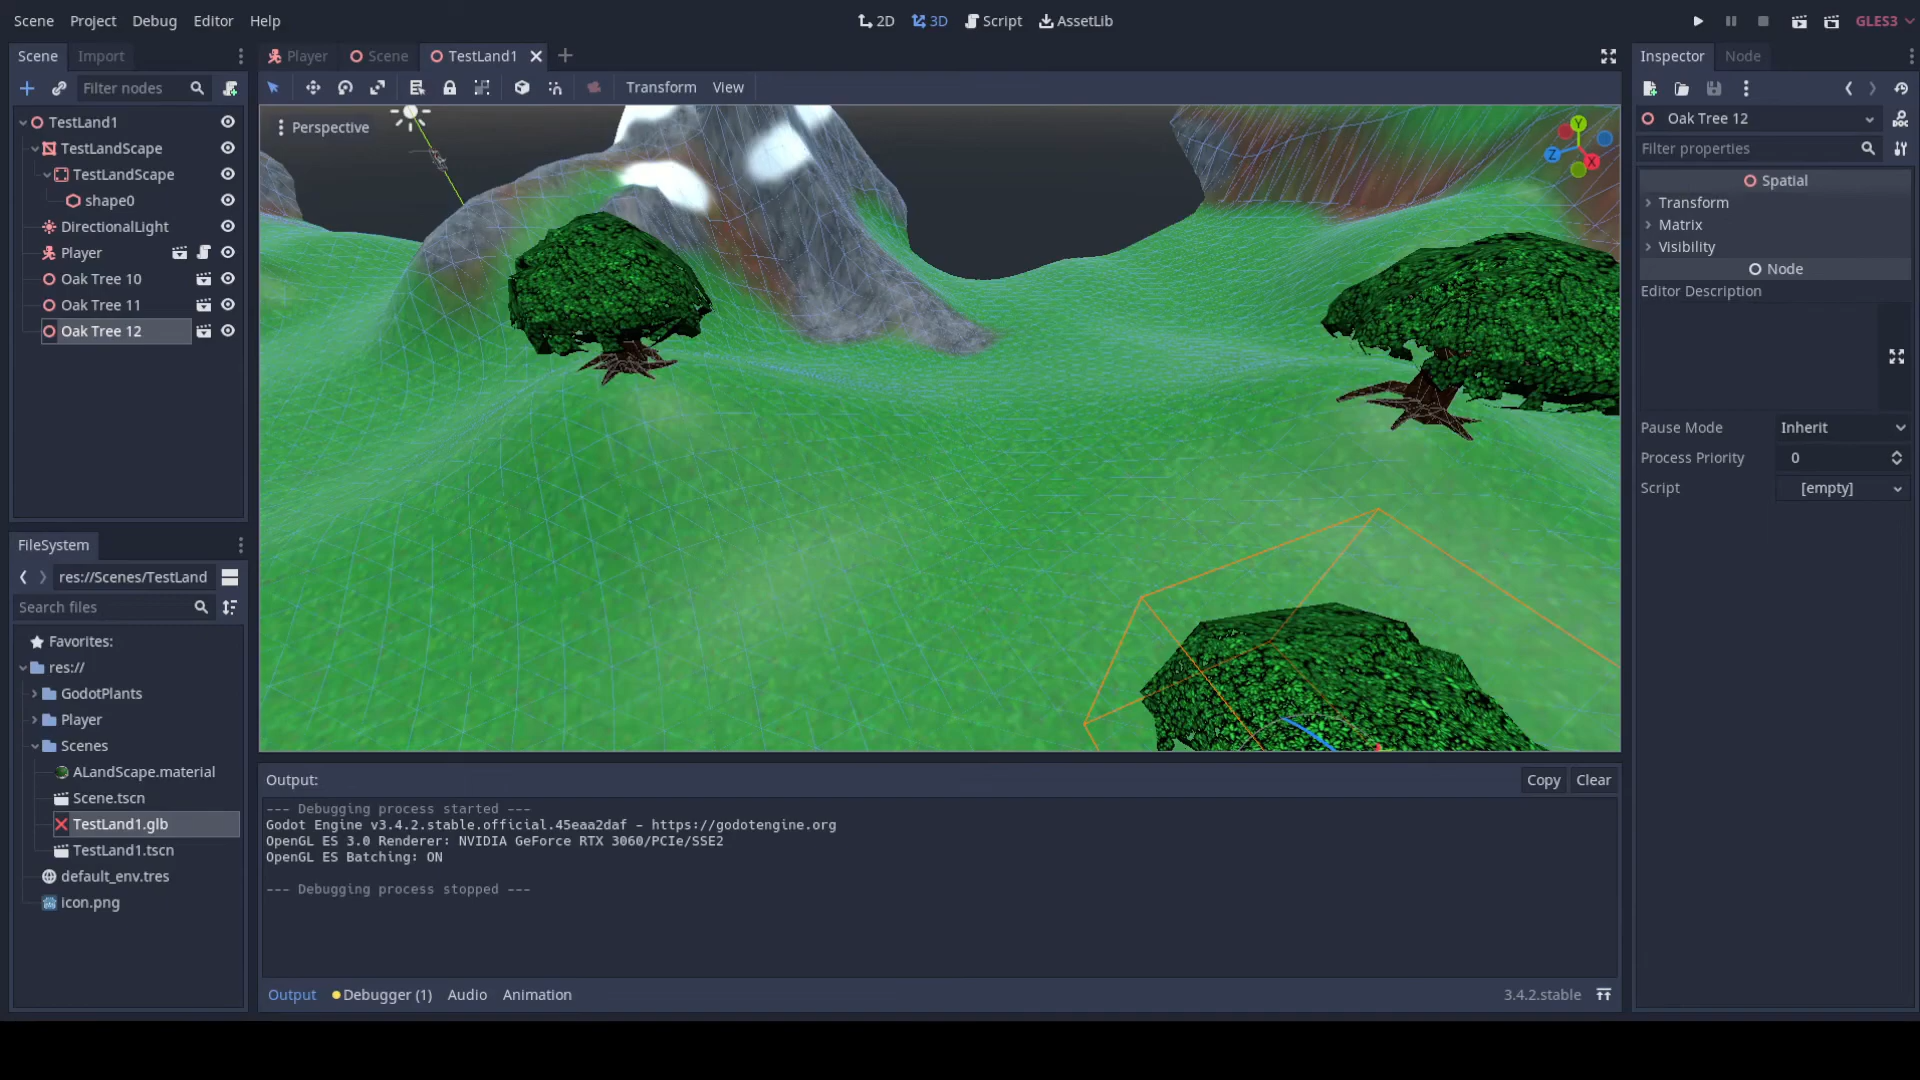 Scene Project Debug Editor Help
2D 3D Script AssetLib
GLES3
Scene Import
Player Scene TestLand1
Inspector Node
Filter nodes
Transform View
Perspective
Y
Z
X
TestLand1
TestLandScape
TestLandScape
shape0
DirectionalLight
Player
Oak Tree 10
Oak Tree 11
Oak Tree 12
Oak Tree 12
Filter properties
Spatial
Transform
Matrix
Visibility
Node
Editor Description
Pause Mode Inherit
Process Priority 0
Script [empty]
FileSystem
res://Scenes/TestLand
Search files
Favorites:
res://
GodotPlants
Player
Scenes
ALandScape.material
Scene.tscn
TestLand1.glb
TestLand1.tscn
default_env.tres
icon.png
Output: Copy Clear
--- Debugging process started ---
Godot Engine v3.4.2.stable.official.45eaa2daf - https://godotengine.org
OpenGL ES 3.0 Renderer: NVIDIA GeForce RTX 3060/PCIe/SSE2
OpenGL ES Batching: ON
--- Debugging process stopped ---
Output Debugger (1) Audio Animation 3.4.2.stable